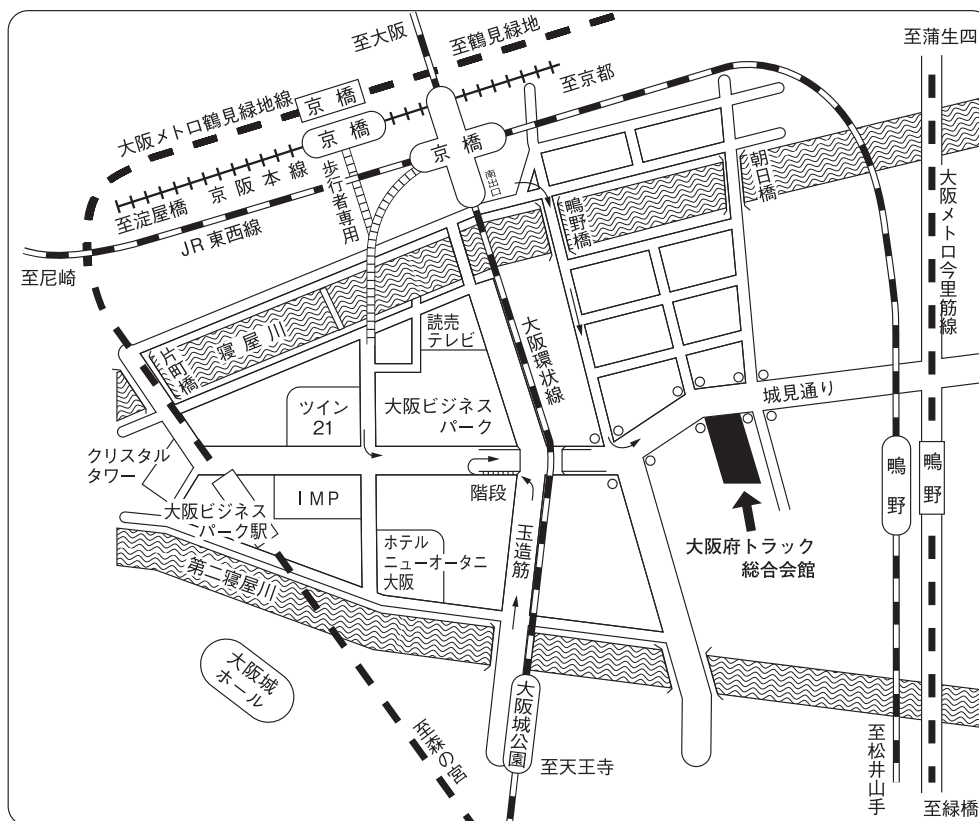 至大阪
至鶴見緑地
至蒲生四
大阪メトロ鶴見緑地線
京橋
至京都
京橋
京橋
至淀屋橋
京阪本線
歩行者専用
南出口
朝日橋
JR東西線
鴫野橋
大阪メトロ今里筋線
至尼崎
読売
テレビ
大阪環状線
寝屋川
片町橋
城見通り
ツイン
21
大阪ビジネス
パーク
クリスタル
タワー
鴫野
鴫野
階段
IMP
大阪ビジネス
パーク駅
玉造筋
大阪府トラック
総合会館
ホテル
ニューオータニ
大阪
第二寝屋川
大阪城
ホール
大阪城公園
至森の宮
至天王寺
至松井山手
至緑橋